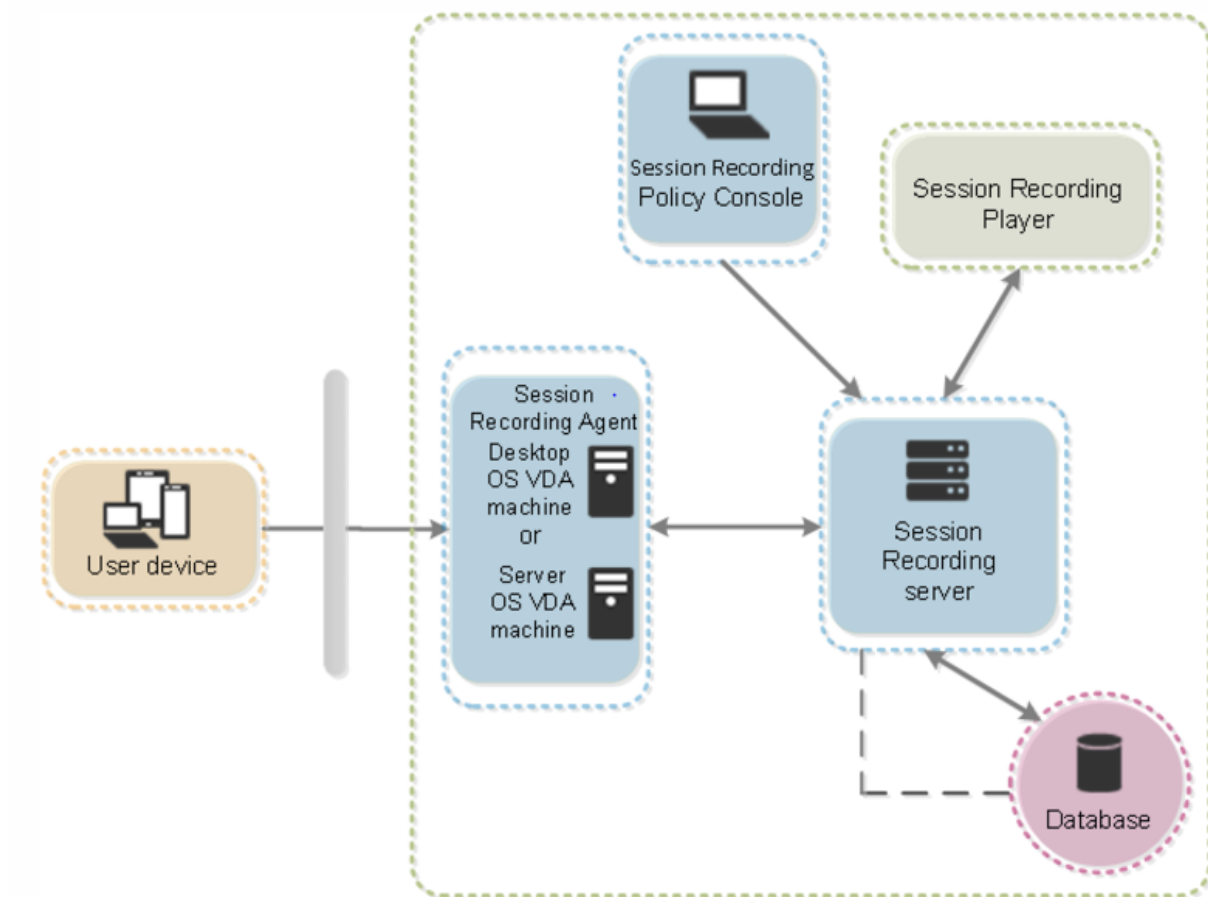 Session Recording
Policy Console
Session Recording
Player
Session
Recording Agent
Desktop
OS VDA
machine
or
Server
OS VDA
machine
User device
Session
Recording
server
Database